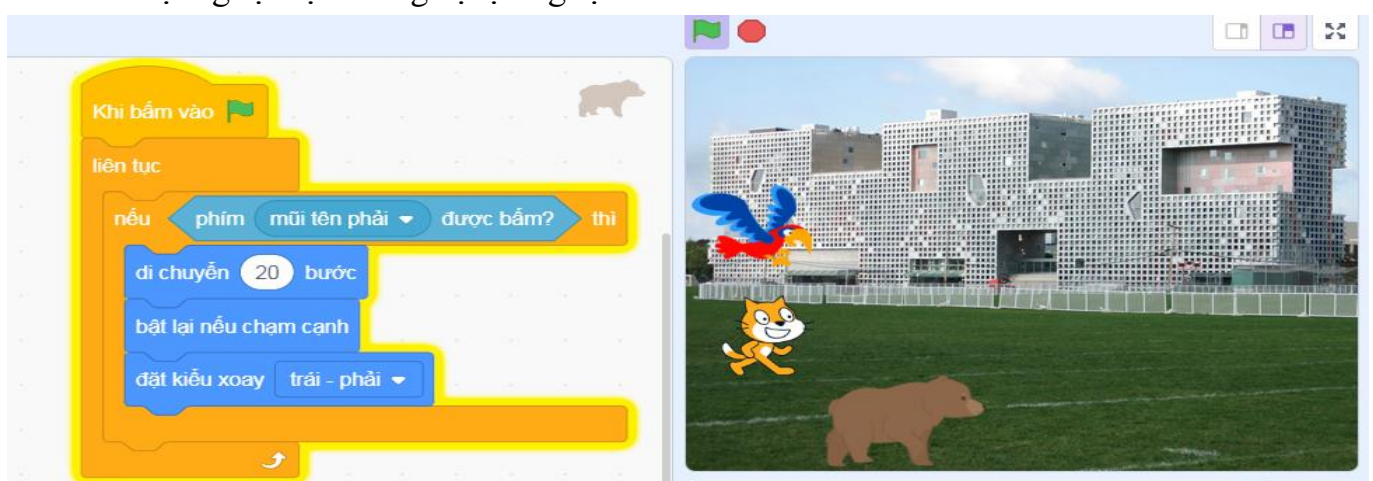 Khi bấm vào
liên tục
nếu phím mũi tên phải được bấm? thì
di chuyển 20 bước
bật lại nếu chạm cạnh
đặt kiểu xoay trái - phải